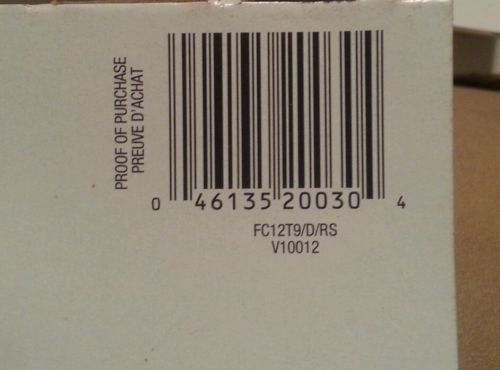 PROOF OF PURCHASE
PREUVE D'ACHAT
0 46135 20030 4
FC12T9/D/RS
V10012